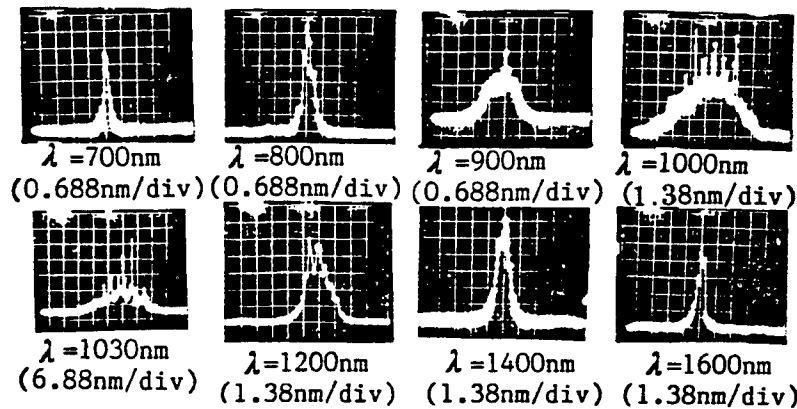 λ=700nm λ=800nm λ=900nm λ=1000nm
(0.688nm/div) (0.688nm/div) (0.688nm/div) (1.38nm/div)
λ=1030nm λ=1200nm λ=1400nm λ=1600nm
(6.88nm/div) (1.38nm/div) (1.38nm/div) (1.38nm/div)